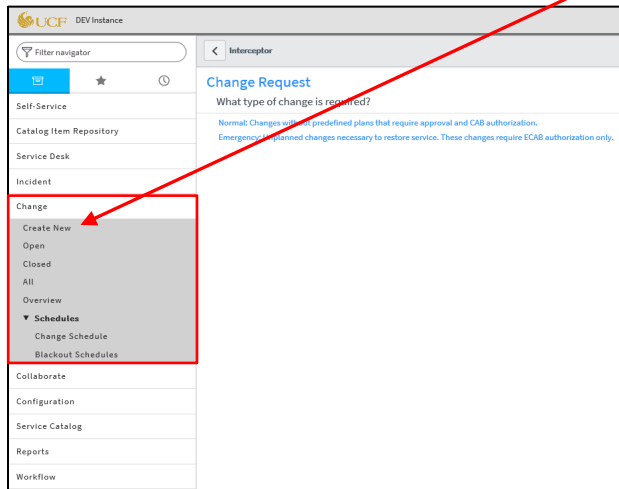 UCF DEV Instance
Filter navigator
Interceptor
Self-Service
Catalog Item Repository
Service Desk
Incident
Change
Create New
Open
Closed
All
Overview
▼ Schedules
Change Schedule
Blackout Schedules
Collaborate
Configuration
Service Catalog
Reports
Workflow
Change Request
What type of change is required?
Normal: Changes without predefined plans that require approval and CAB authorization.
Emergency: Unplanned changes necessary to restore service. These changes require ECAB authorization only.